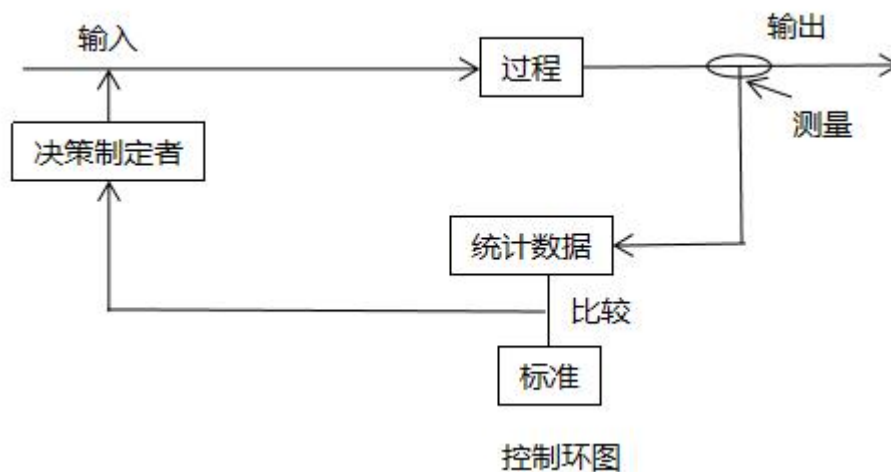 输入
输出
过程
测量
决策制定者
统计数据
比较
标准
控制环图